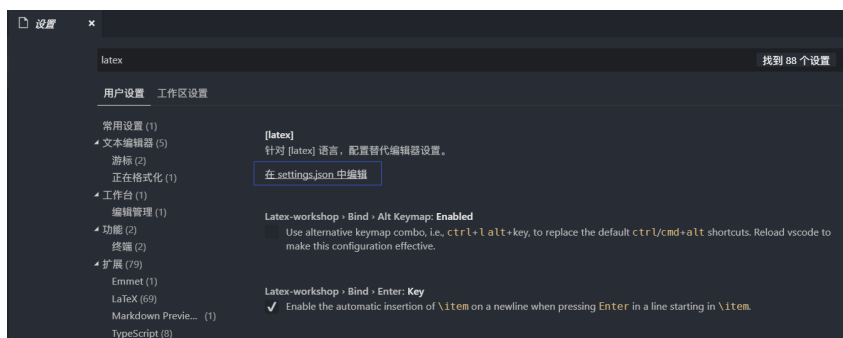 设置 ×
latex
找到 88 个设置
用户设置 工作区设置
常用设置 (1)
文本编辑器 (5)
游标 (2)
正在格式化 (1)
工作台 (1)
编辑管理 (1)
功能 (2)
终端 (2)
扩展 (79)
Emmet (1)
LaTeX (69)
Markdown Previe... (1)
TypeScript (8)
[latex]
针对 [latex] 语言，配置替代编辑器设置。
在 settings.json 中编辑
Latex-workshop › Bind › Alt Keymap: Enabled
Use alternative keymap combo, i.e., ctrl+l alt+key, to replace the default ctrl/cmd+alt shortcuts. Reload vscode to
make this configuration effective.
Latex-workshop › Bind › Enter: Key
Enable the automatic insertion of \item on a newline when pressing Enter in a line starting in \item.